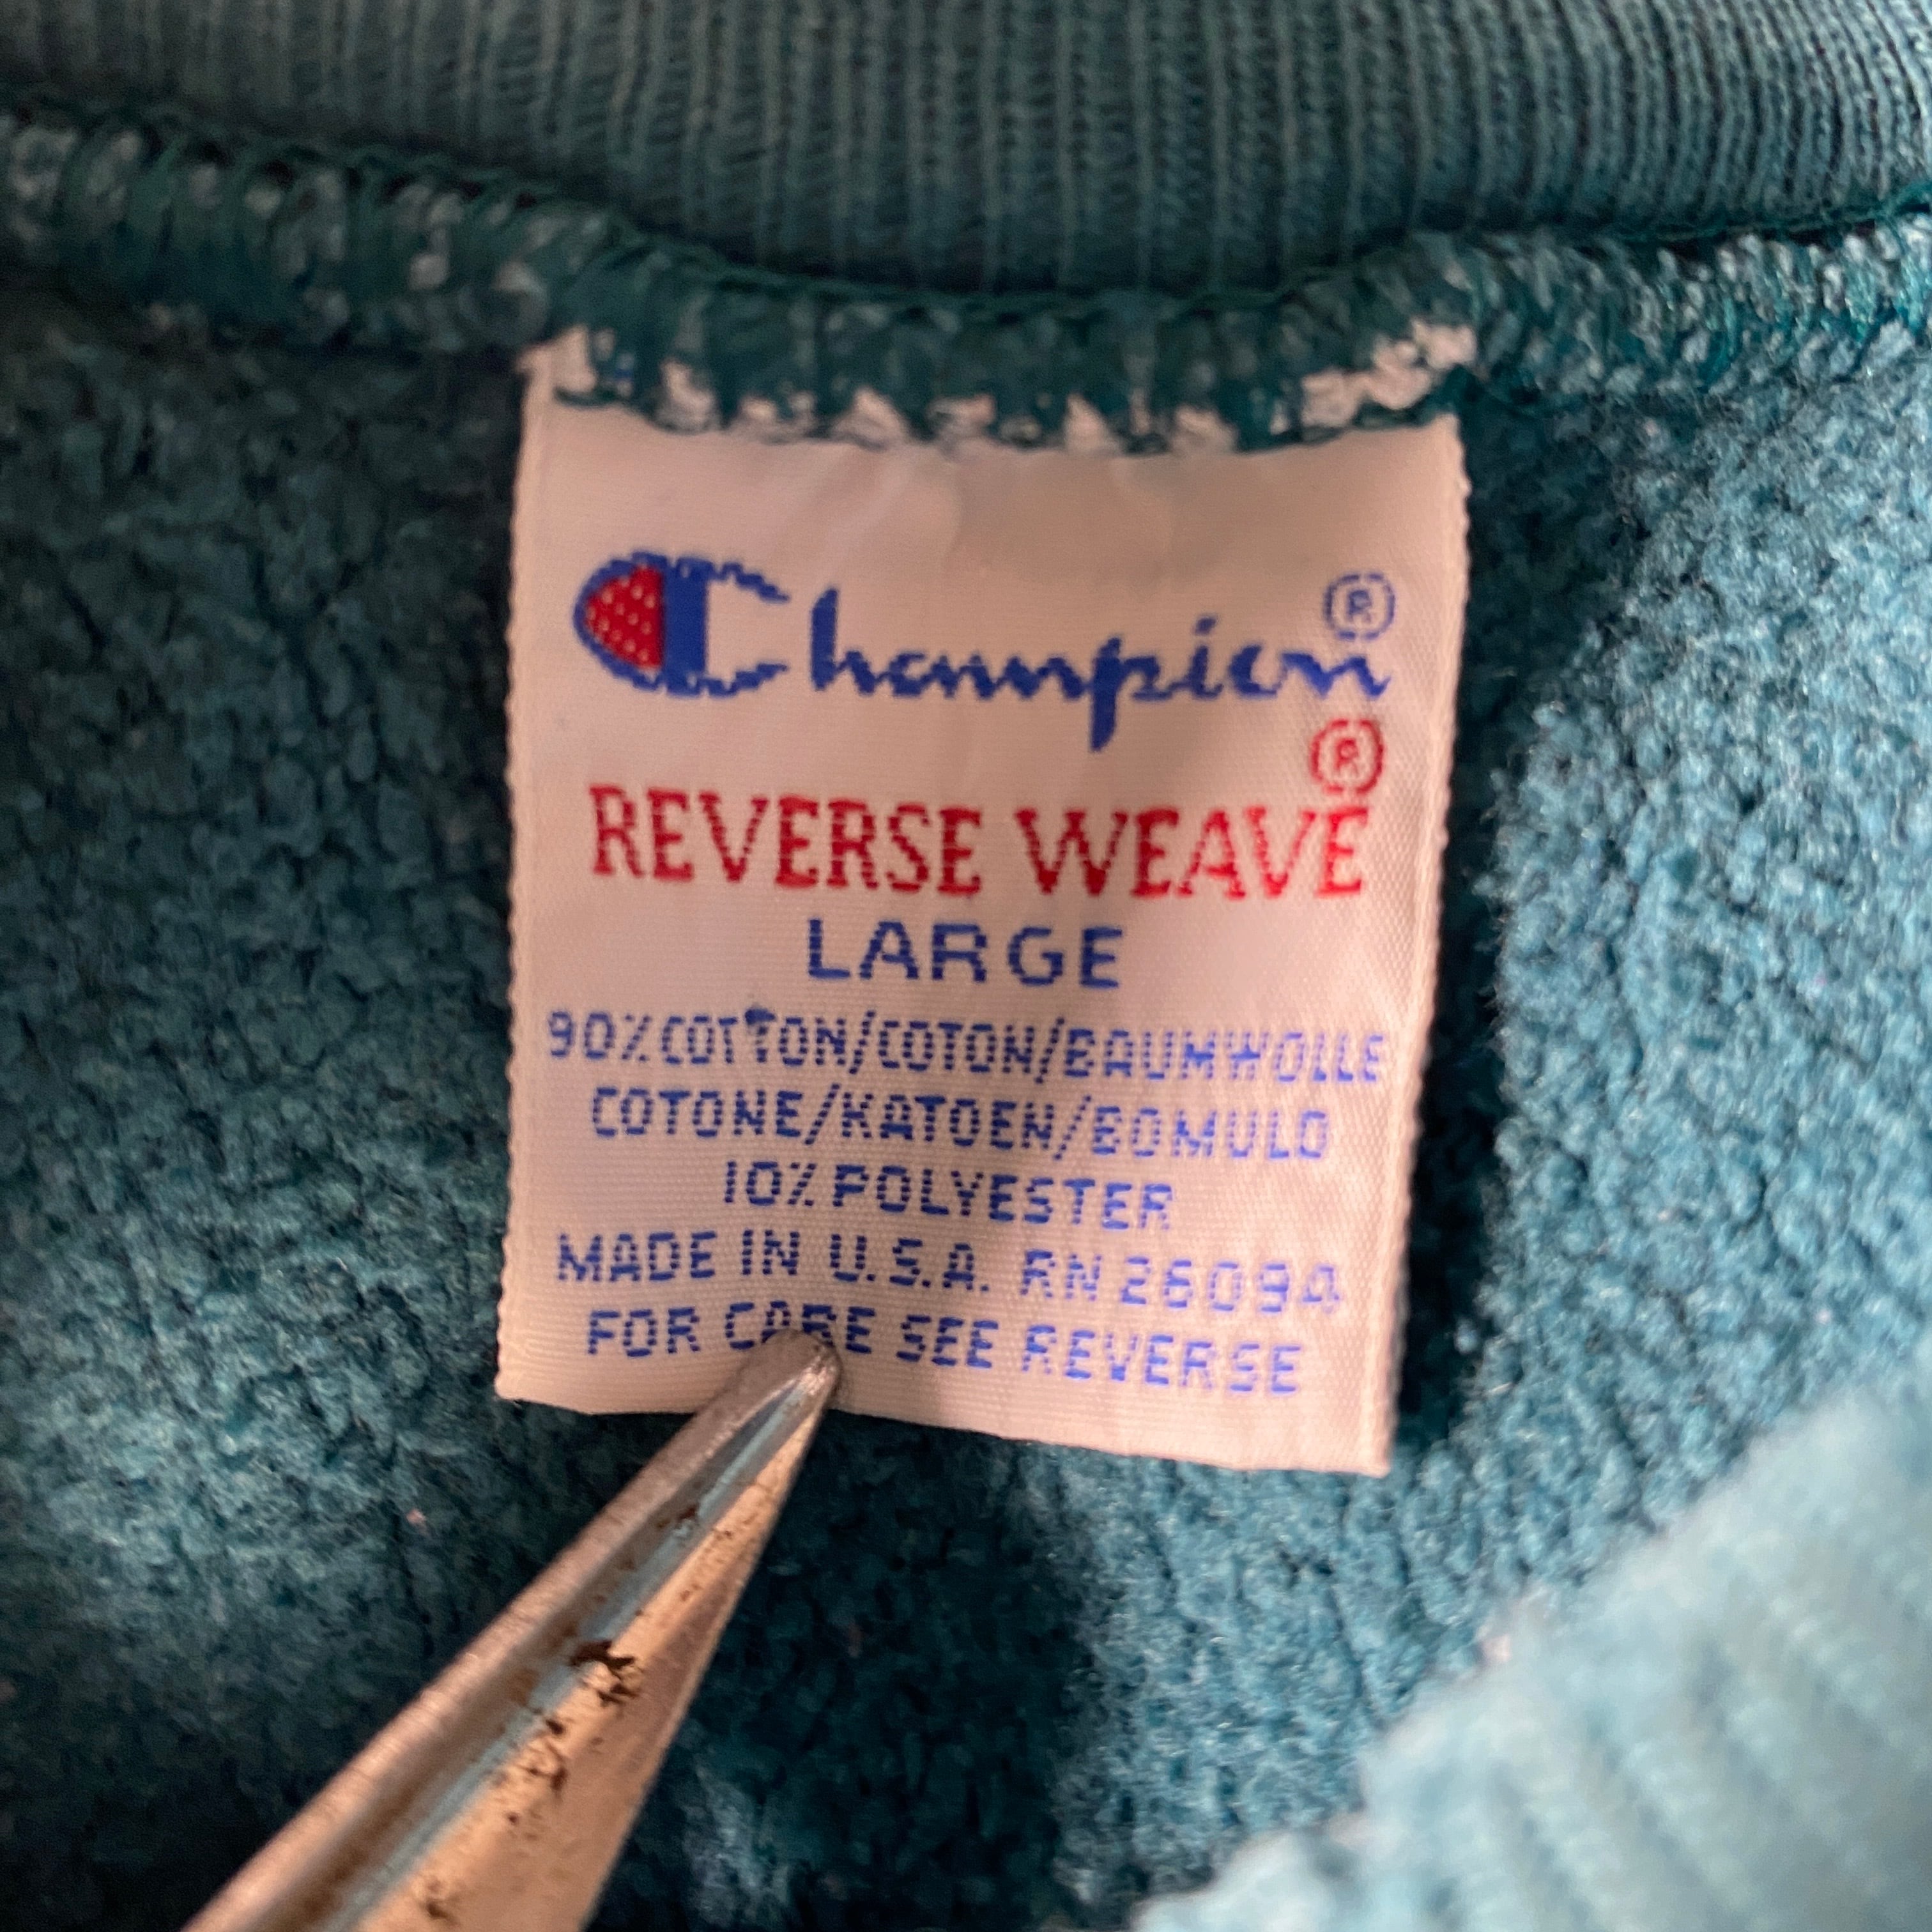 Champion®
REVERSE WEAVE®
LARGE
90% COTTON/COTON/BAUMWOLLE
COTONE/KATOEN/BOMULD
10% POLYESTER
MADE IN U.S.A. RN 26094
FOR CARE SEE REVERSE